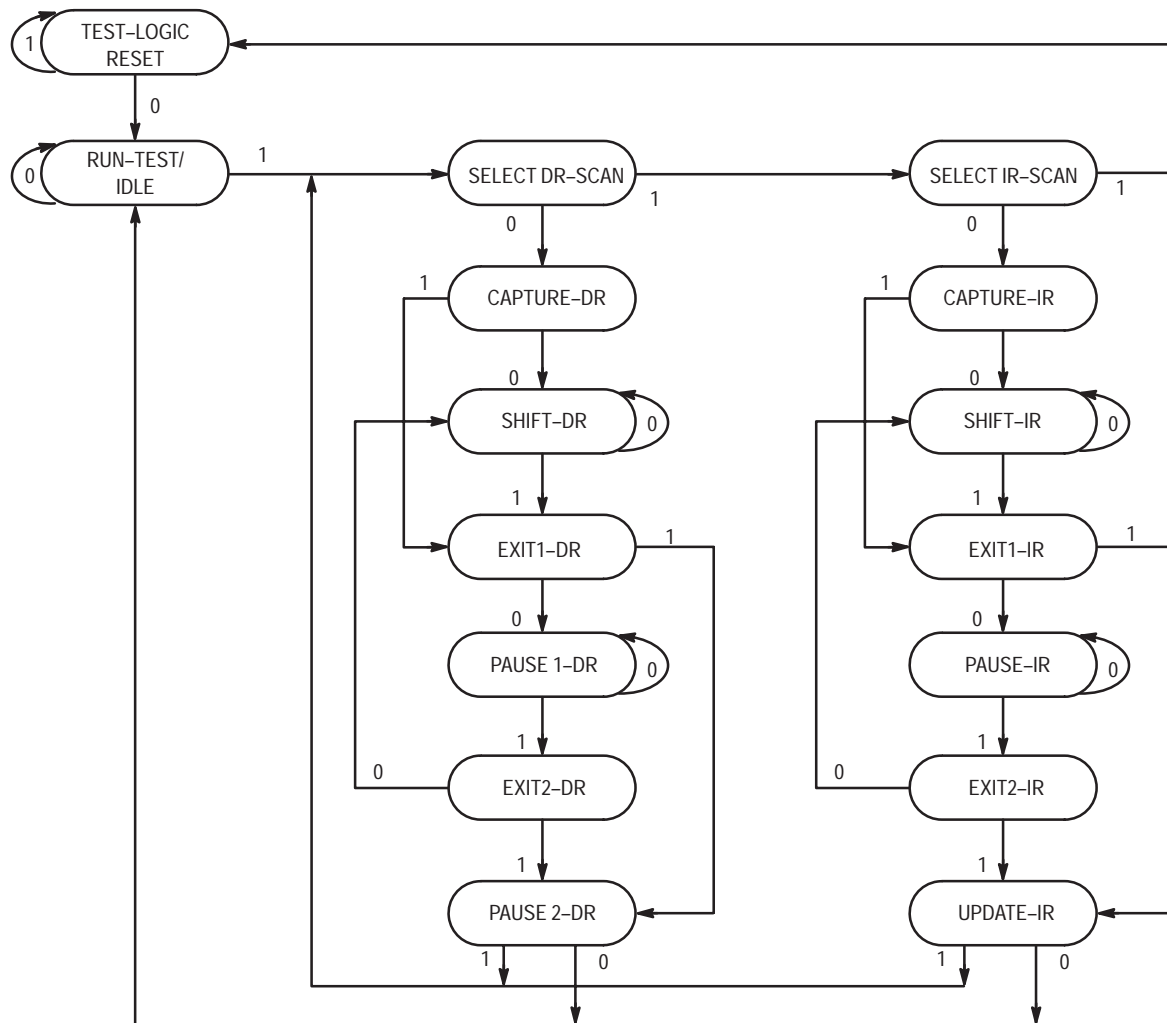 TEST–LOGIC
RESET
1
0
RUN–TEST/
IDLE
0
1
SELECT DR–SCAN
1
SELECT IR–SCAN
1
0
0
1
CAPTURE–DR
1
CAPTURE–IR
0
0
SHIFT–DR
0
SHIFT–IR
0
1
1
EXIT1–DR
1
EXIT1–IR
1
0
0
PAUSE 1–DR
0
PAUSE–IR
0
1
1
0
EXIT2–DR
0
EXIT2–IR
1
1
PAUSE 2–DR
UPDATE–IR
1
0
1
0